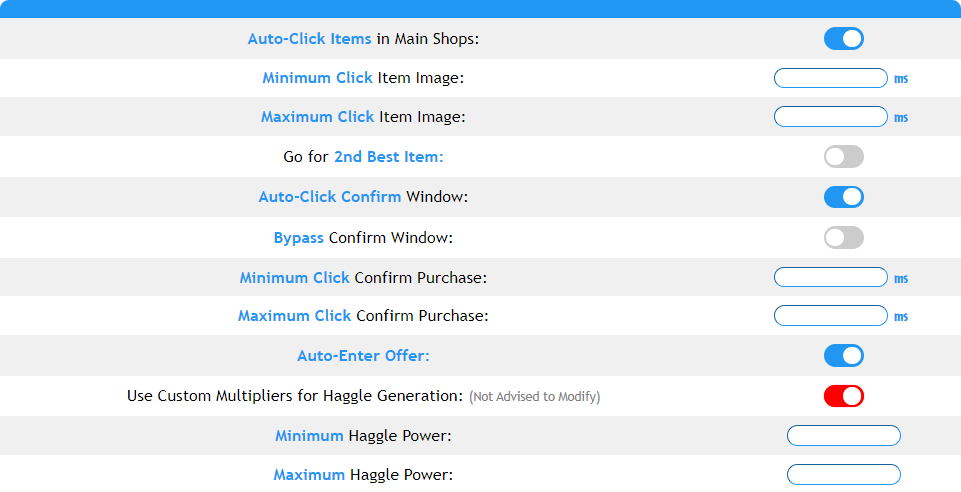 Auto-Click Items in Main Shops:
Minimum Click Item Image: ms
Maximum Click Item Image: ms
Go for 2nd Best Item:
Auto-Click Confirm Window:
Bypass Confirm Window:
Minimum Click Confirm Purchase: ms
Maximum Click Confirm Purchase: ms
Auto-Enter Offer:
Use Custom Multipliers for Haggle Generation: (Not Advised to Modify)
Minimum Haggle Power:
Maximum Haggle Power: